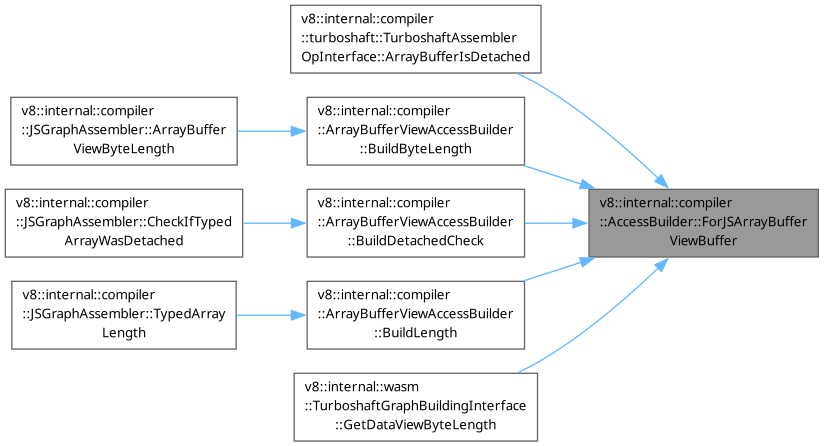 v8::internal::compiler
::turboshaft::TurboshaftAssembler
OpInterface::ArrayBufferIsDetached
v8::internal::compiler
::JSGraphAssembler::ArrayBuffer
ViewByteLength
v8::internal::compiler
::ArrayBufferViewAccessBuilder
::BuildByteLength
v8::internal::compiler
::JSGraphAssembler::CheckIfTyped
ArrayWasDetached
v8::internal::compiler
::ArrayBufferViewAccessBuilder
::BuildDetachedCheck
v8::internal::compiler
::AccessBuilder::ForJSArrayBuffer
ViewBuffer
v8::internal::compiler
::JSGraphAssembler::TypedArray
Length
v8::internal::compiler
::ArrayBufferViewAccessBuilder
::BuildLength
v8::internal::wasm
::TurboshaftGraphBuildingInterface
::GetDataViewByteLength